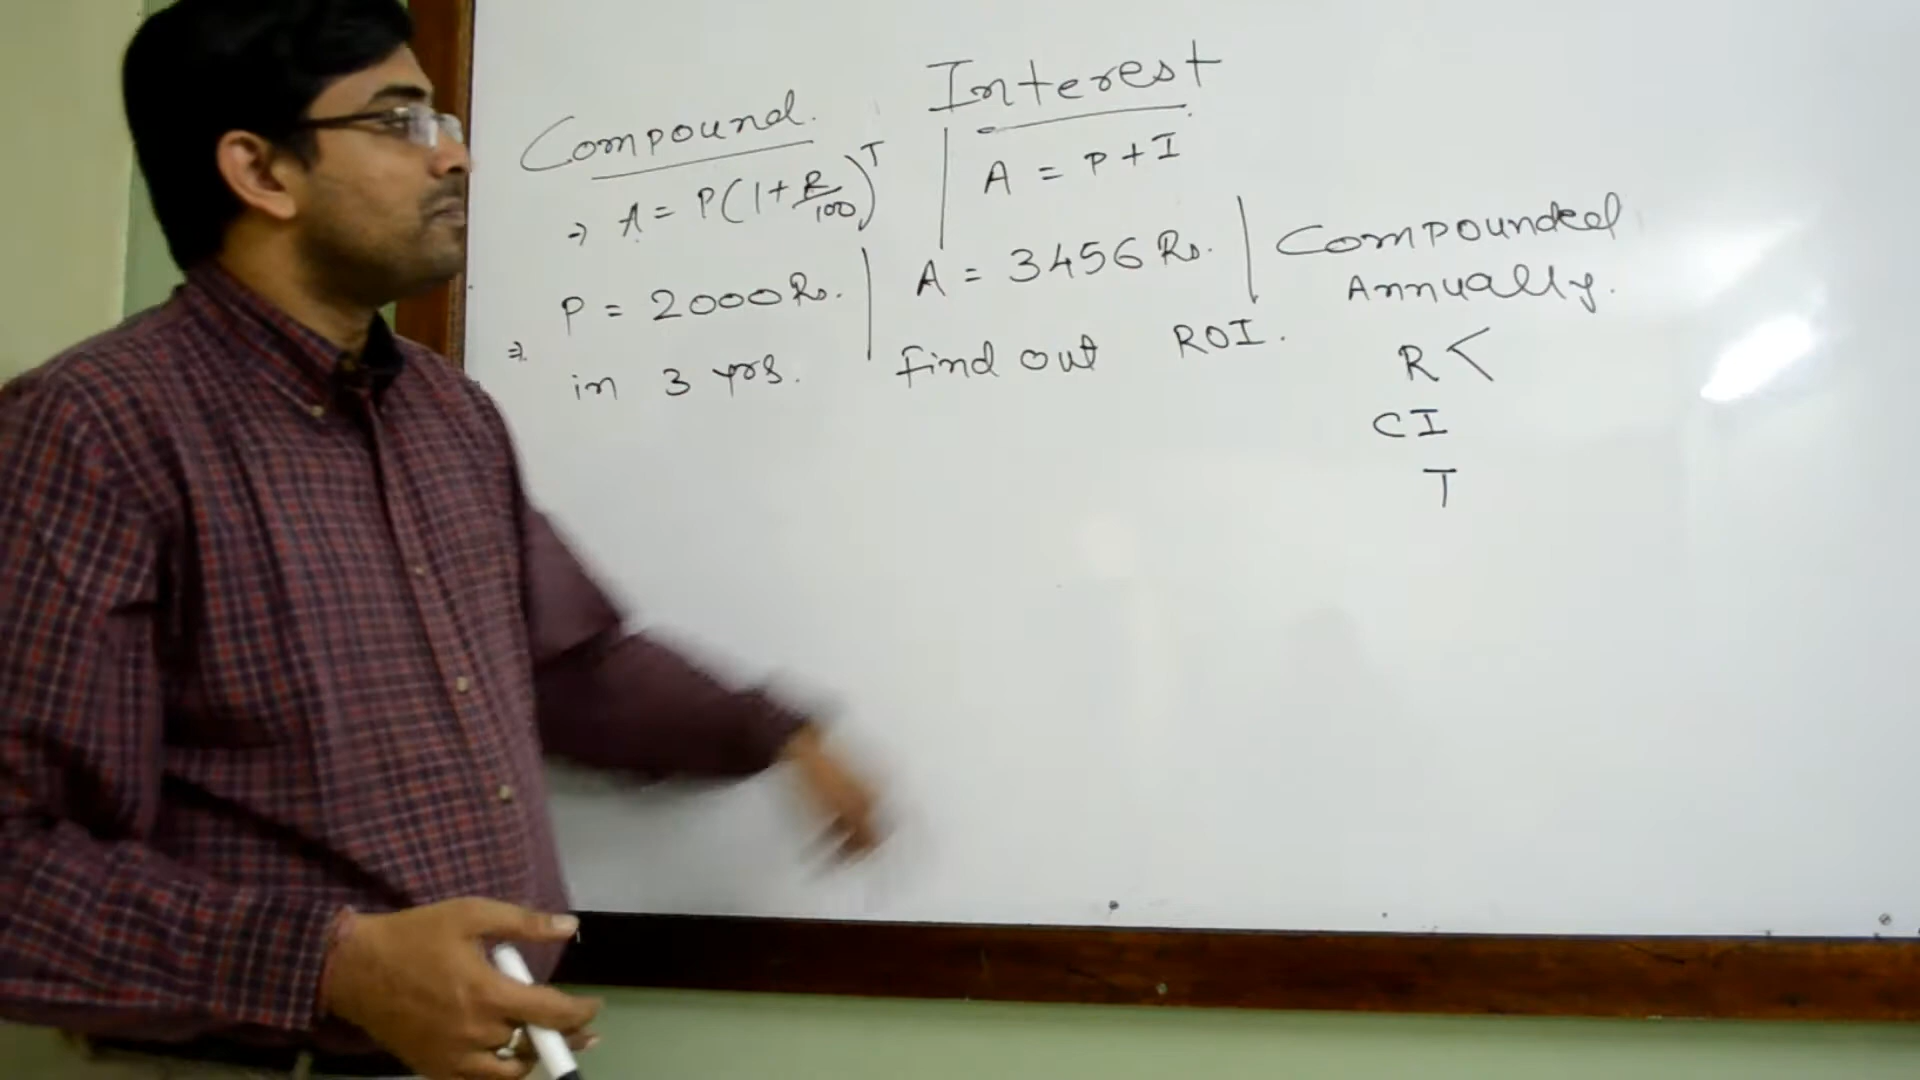 Compound. Interest
⇒ A = P(1+R/100)^T | A = P+I
⇒ P = 2000 Rs. | A = 3456 Rs. | Compounded Annually.
in 3 yrs. Find out ROI.
R <
CI
T